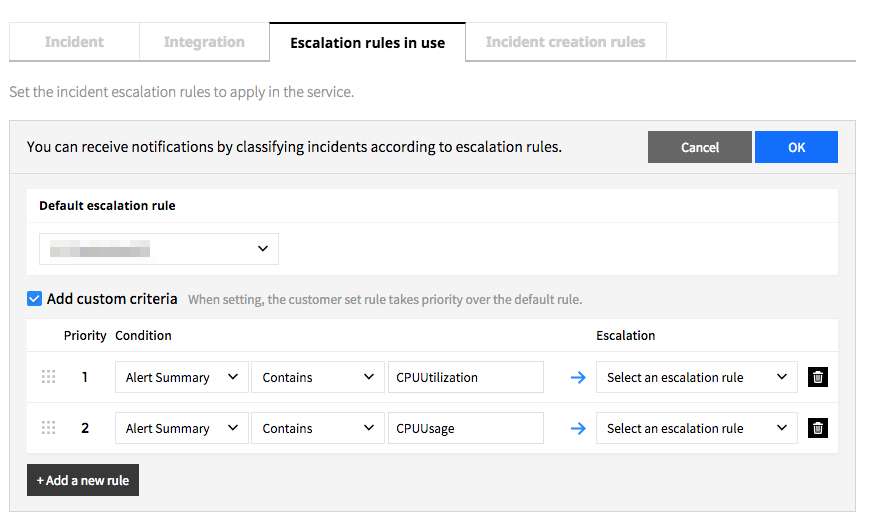 Incident Integration Escalation rules in use Incident creation rules
Set the incident escalation rules to apply in the service.
You can receive notifications by classifying incidents according to escalation rules. Cancel OK
Default escalation rule
Add custom criteria When setting, the customer set rule takes priority over the default rule.
Priority Condition Escalation
1 Alert Summary Contains CPUUtilization Select an escalation rule
2 Alert Summary Contains CPUUsage Select an escalation rule
+ Add a new rule